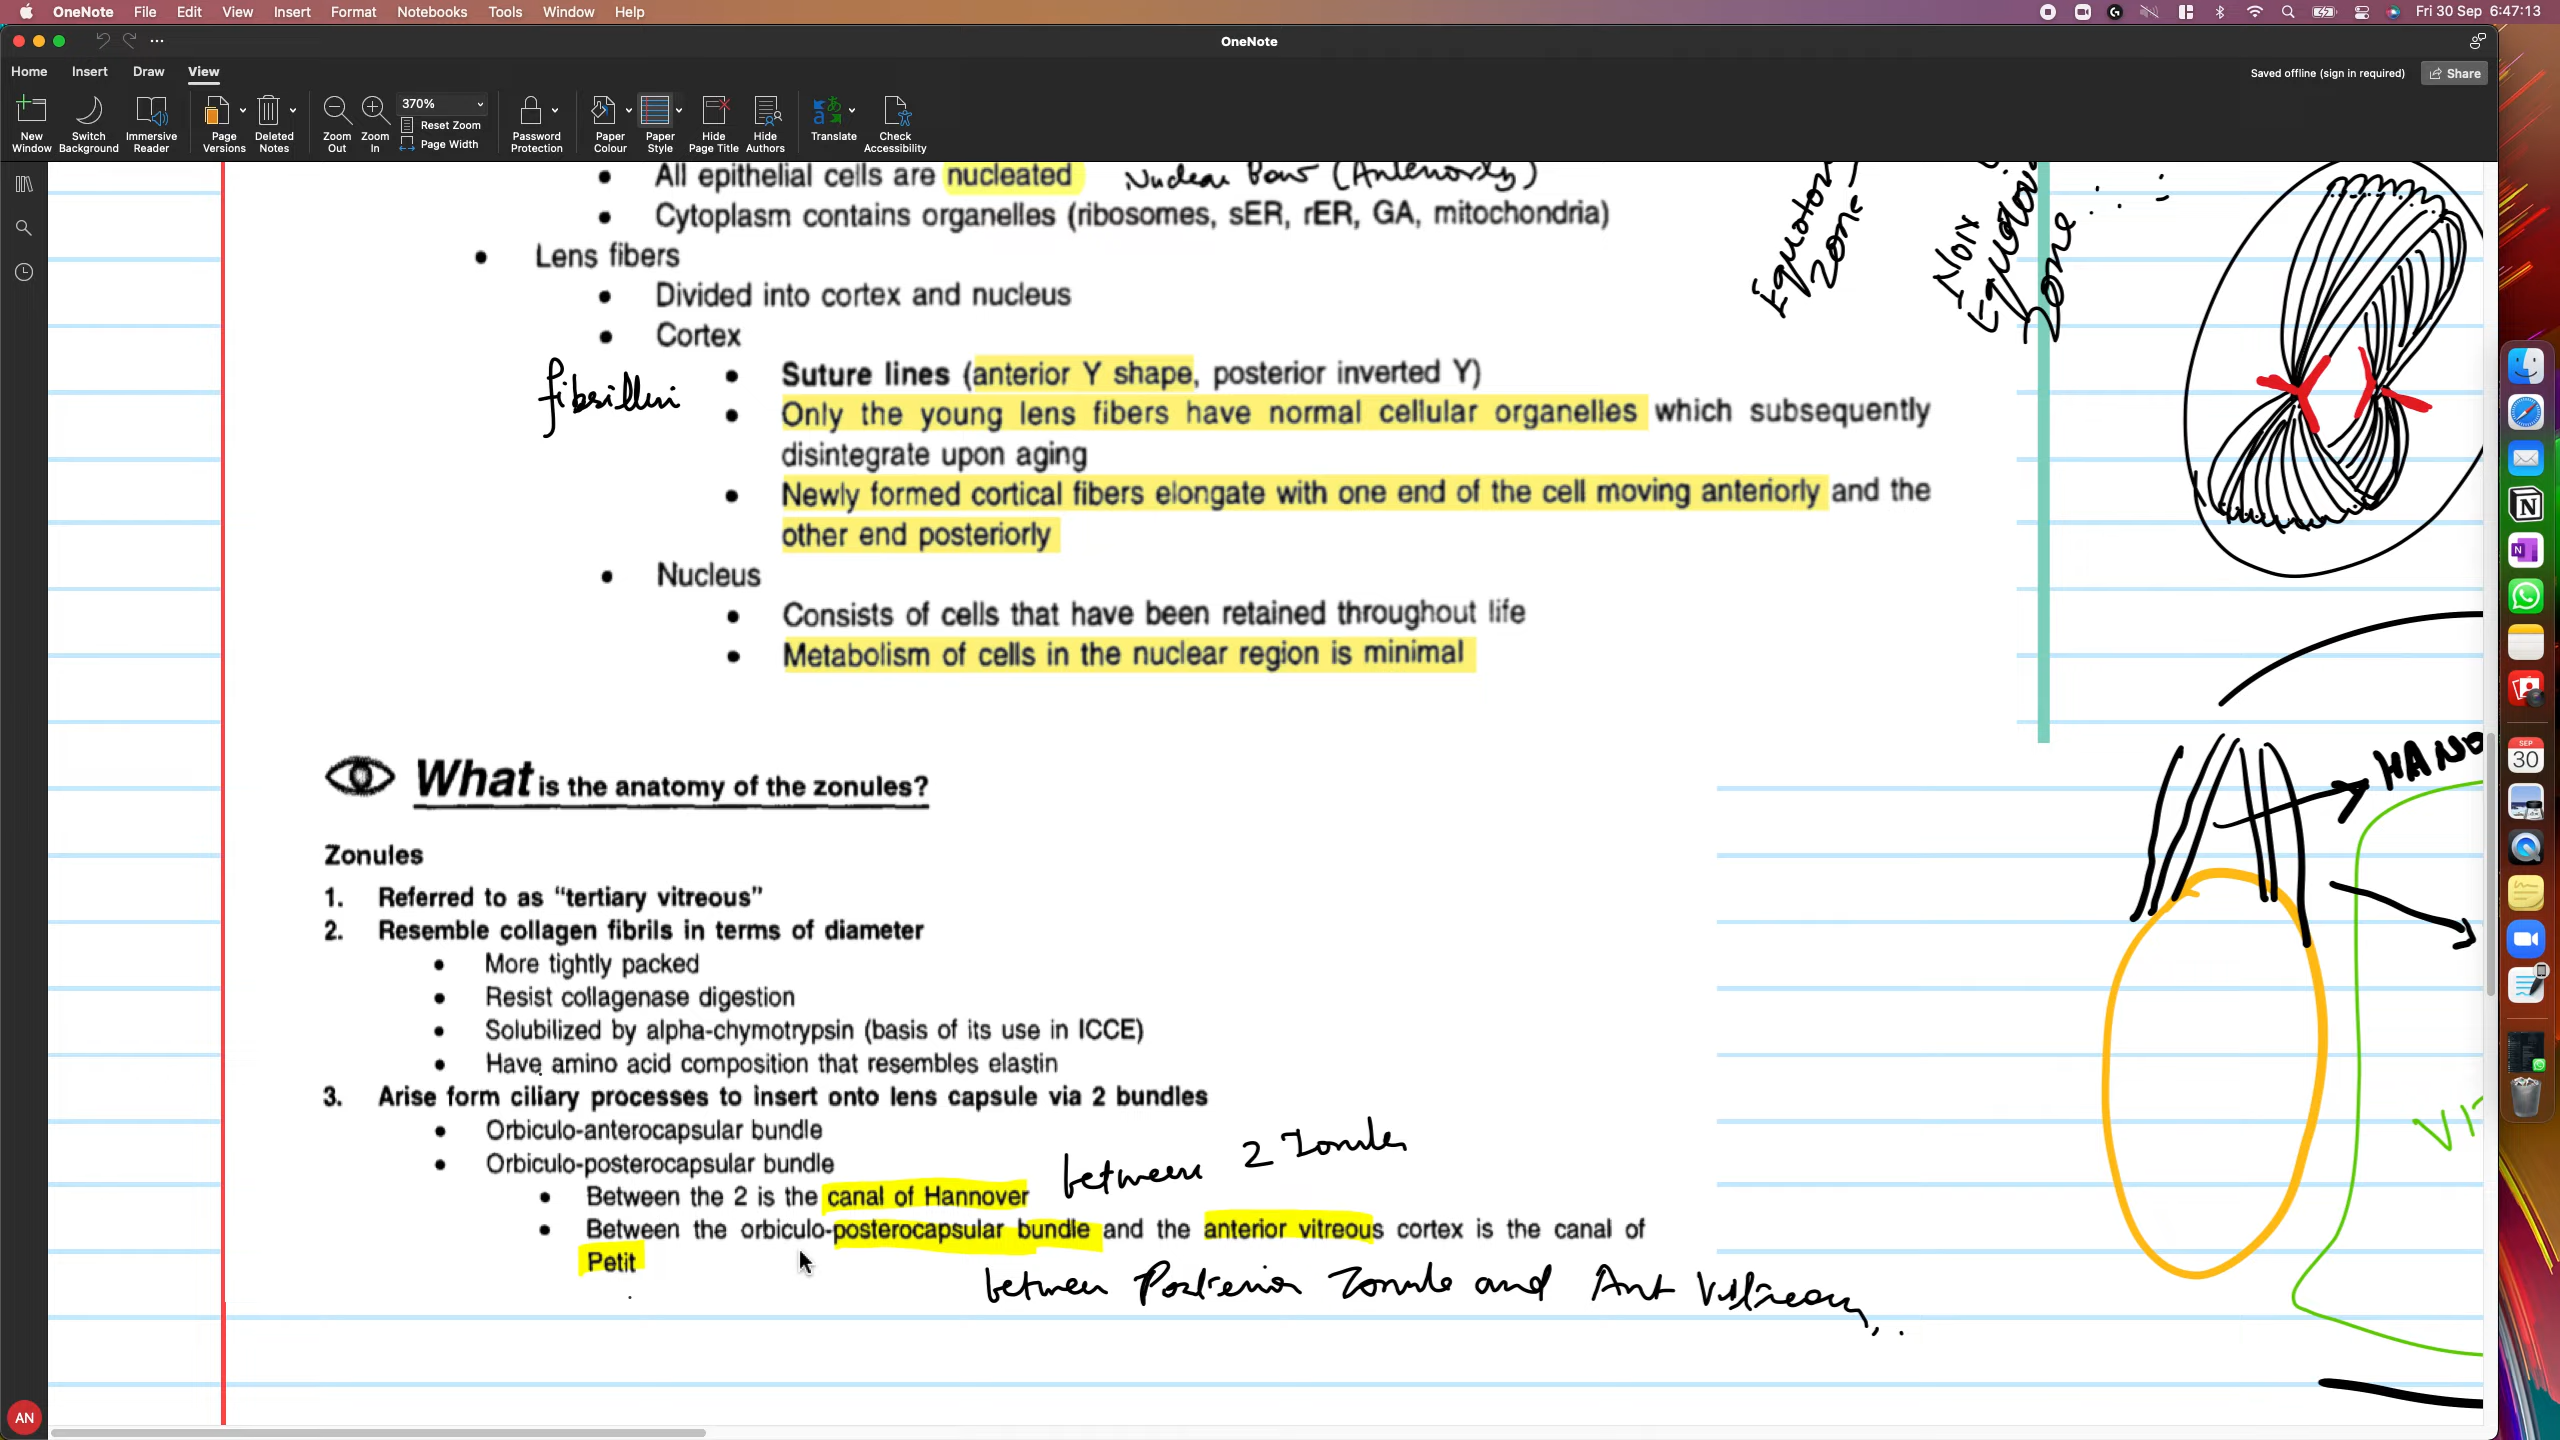 OneNote File Edit View Insert Format Notebooks Tools Window Help
Fri 30 Sep 6:47:13
OneNote
Home Insert Draw View
Saved offline (sign in required) Share
New Window
Switch Background
Immersive Reader
Page Versions
Deleted Notes
Zoom Out
Zoom In
370%
Reset Zoom
Page Width
Password Protection
Paper Colour
Paper Style
Hide Page Title
Hide Authors
Translate
Check Accessibility
• All epithelial cells are nucleated Nuclear Bow (Anteriorly)
• Cytoplasm contains organelles (ribosomes, sER, rER, GA, mitochondria)
Equator Zone
Non Equator Zone
• Lens fibers
• Divided into cortex and nucleus
• Cortex
fibrillin
• Suture lines (anterior Y shape, posterior inverted Y)
• Only the young lens fibers have normal cellular organelles which subsequently
disintegrate upon aging
• Newly formed cortical fibers elongate with one end of the cell moving anteriorly and the
other end posteriorly
• Nucleus
• Consists of cells that have been retained throughout life
• Metabolism of cells in the nuclear region is minimal
HANO
What is the anatomy of the zonules?
Zonules
1. Referred to as “tertiary vitreous”
2. Resemble collagen fibrils in terms of diameter
• More tightly packed
• Resist collagenase digestion
• Solubilized by alpha-chymotrypsin (basis of its use in ICCE)
• Have amino acid composition that resembles elastin
3. Arise form ciliary processes to insert onto lens capsule via 2 bundles
• Orbiculo-anterocapsular bundle
• Orbiculo-posterocapsular bundle
• Between the 2 is the canal of Hannover between 2 Zonules
• Between the orbiculo-posterocapsular bundle and the anterior vitreous cortex is the canal of
Petit
between Posterior Zonule and Ant Vitreous
VIT
AN
SEP
30